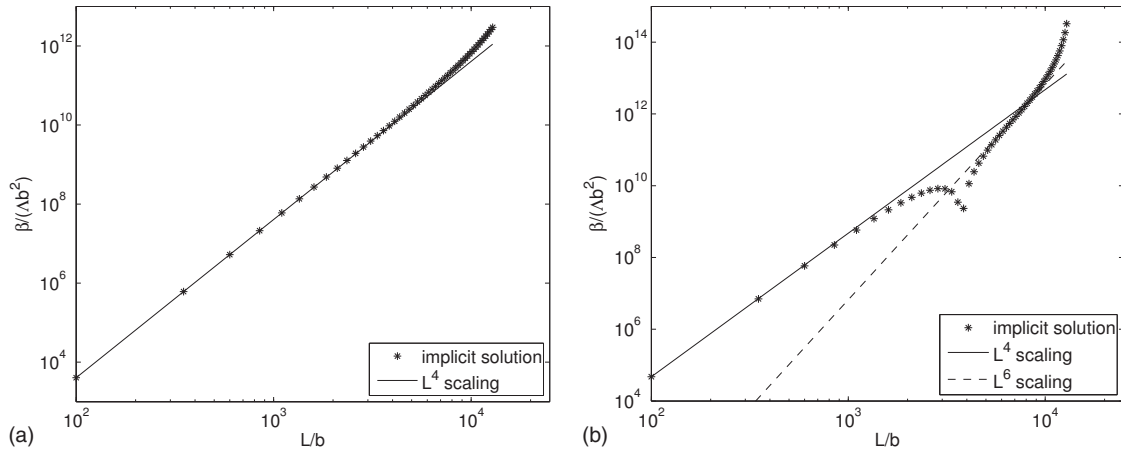 10^12
10^10
10^8
10^6
10^4
β/(Λb^2)
10^2
10^3
10^4
L/b
implicit solution
L^4 scaling
(a)
10^14
10^12
10^10
10^8
10^6
10^4
β/(Λb^2)
10^2
10^3
10^4
L/b
implicit solution
L^4 scaling
L^6 scaling
(b)